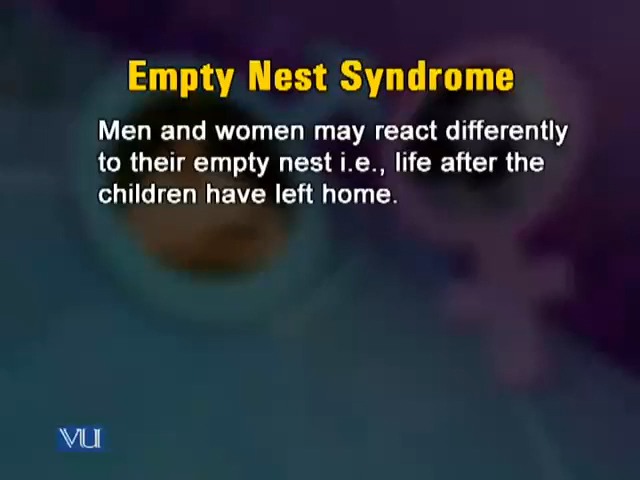 Empty Nest Syndrome
Men and women may react differently
to their empty nest i.e., life after the
children have left home.
VU